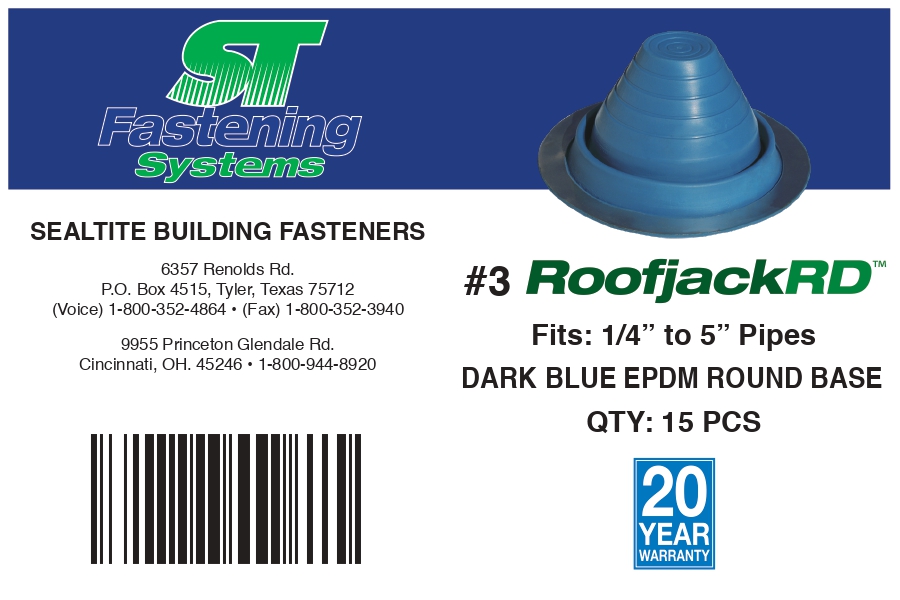 ST
Fastening
Systems
SEALTITE BUILDING FASTENERS
6357 Renolds Rd.
P.O. Box 4515, Tyler, Texas 75712
(Voice) 1-800-352-4864 • (Fax) 1-800-352-3940
9955 Princeton Glendale Rd.
Cincinnati, OH. 45246 • 1-800-944-8920
#3 RoofjackRD™
Fits: 1/4” to 5” Pipes
DARK BLUE EPDM ROUND BASE
QTY: 15 PCS
20
YEAR
WARRANTY